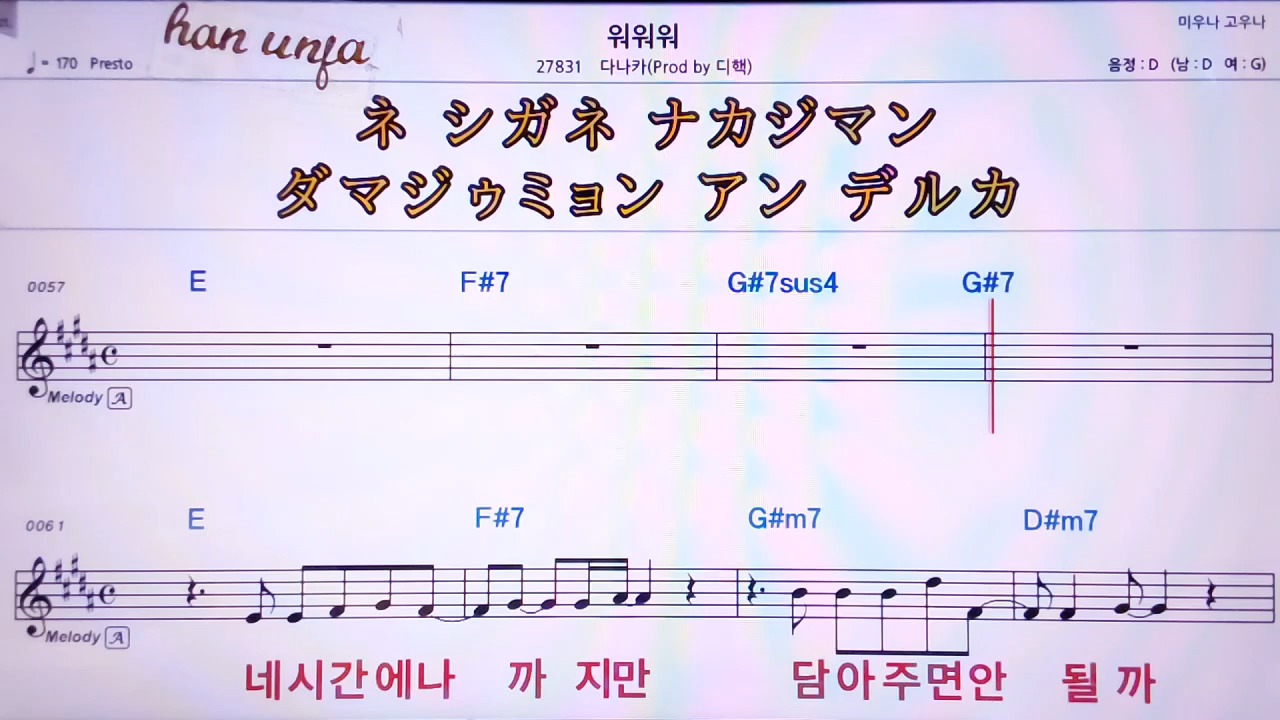 han unfa
워워워
미우나 고우나
♩= 170 Presto
27831 다나카(Prod by 디핵)
음정 : D (남 : D 여 : G)
ネ シガネ ナカジマン
ダマジゥミョン アン デルカ
0057
E F#7 G#7sus4 G#7
Melody A
0061
E F#7 G#m7 D#m7
Melody A
네시간에나 까 지만 담아주면안 될 까